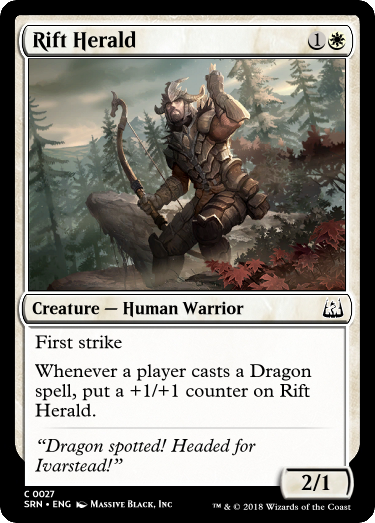 Rift Herald 1
Creature — Human Warrior
First strike
Whenever a player casts a Dragon
spell, put a +1/+1 counter on Rift
Herald.
“Dragon spotted! Headed for
Ivarstead!”
2/1
C 0027
SRN • ENG Massive Black, Inc
™ & © 2018 Wizards of the Coast